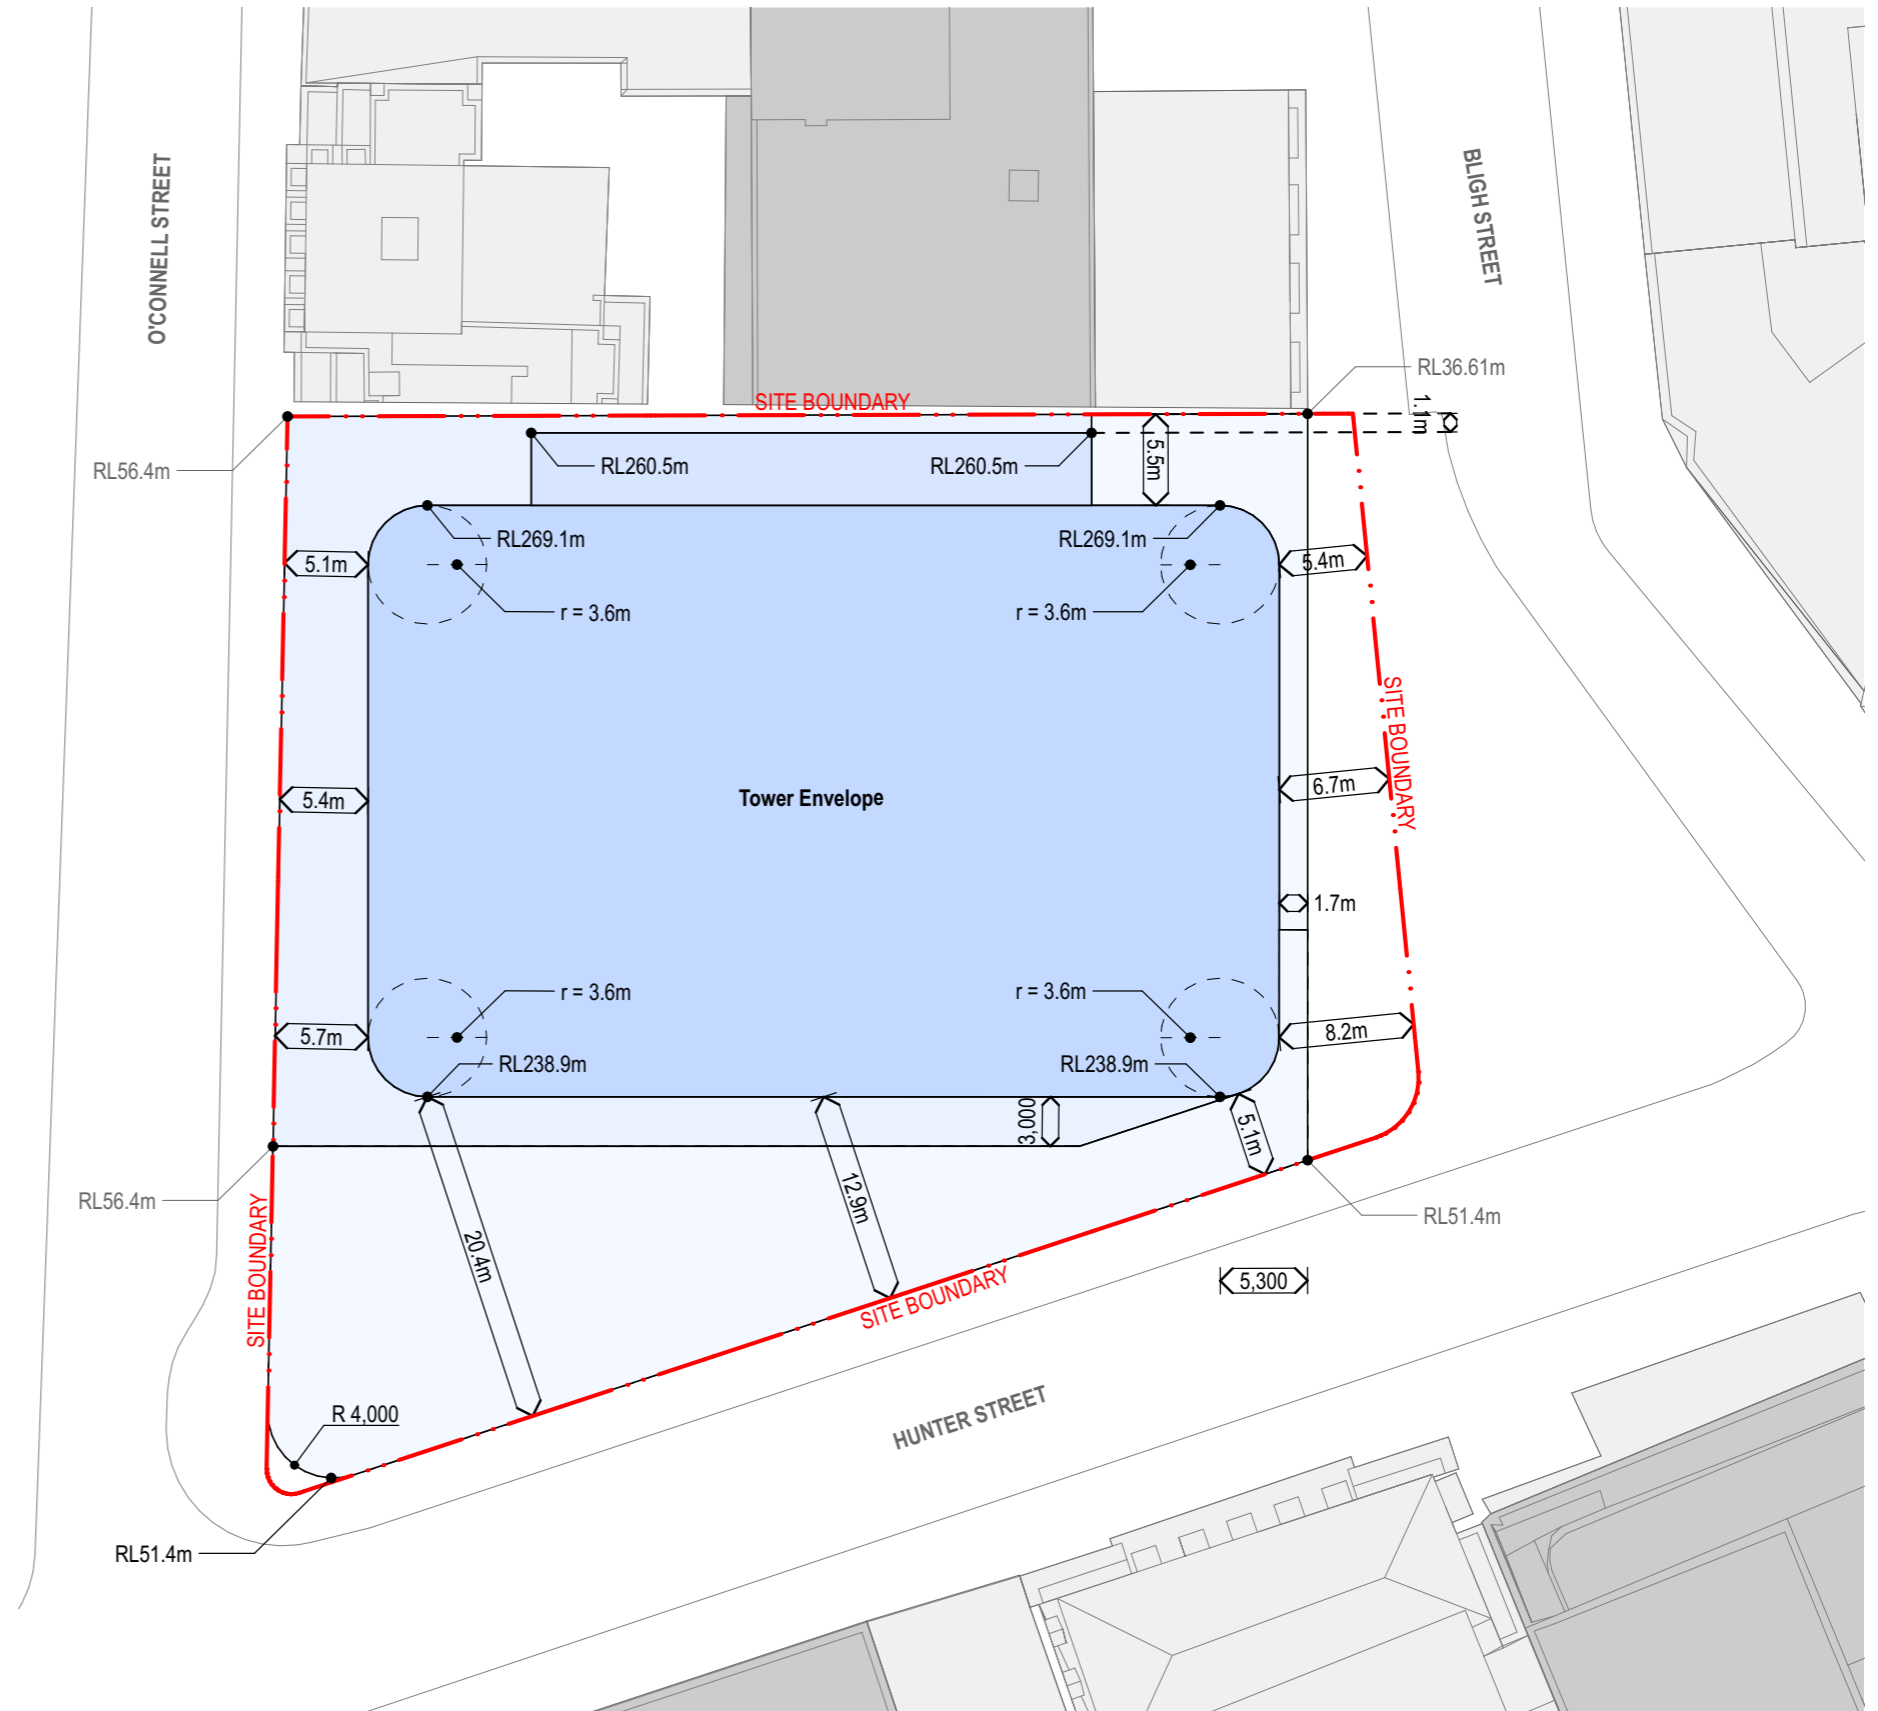 O'CONNELL STREET
BLIGH STREET
RL36.61m
SITE BOUNDARY
1.1m
RL56.4m
RL260.5m
RL260.5m
5.5m
RL269.1m
RL269.1m
5.1m
5.4m
r = 3.6m
r = 3.6m
SITE BOUNDARY
5.4m
Tower Envelope
6.7m
1.7m
r = 3.6m
r = 3.6m
5.7m
8.2m
RL238.9m
RL238.9m
3,000
5.1m
RL56.4m
12.9m
RL51.4m
20.4m
SITE BOUNDARY
5,300
SITE BOUNDARY
R 4,000
HUNTER STREET
RL51.4m